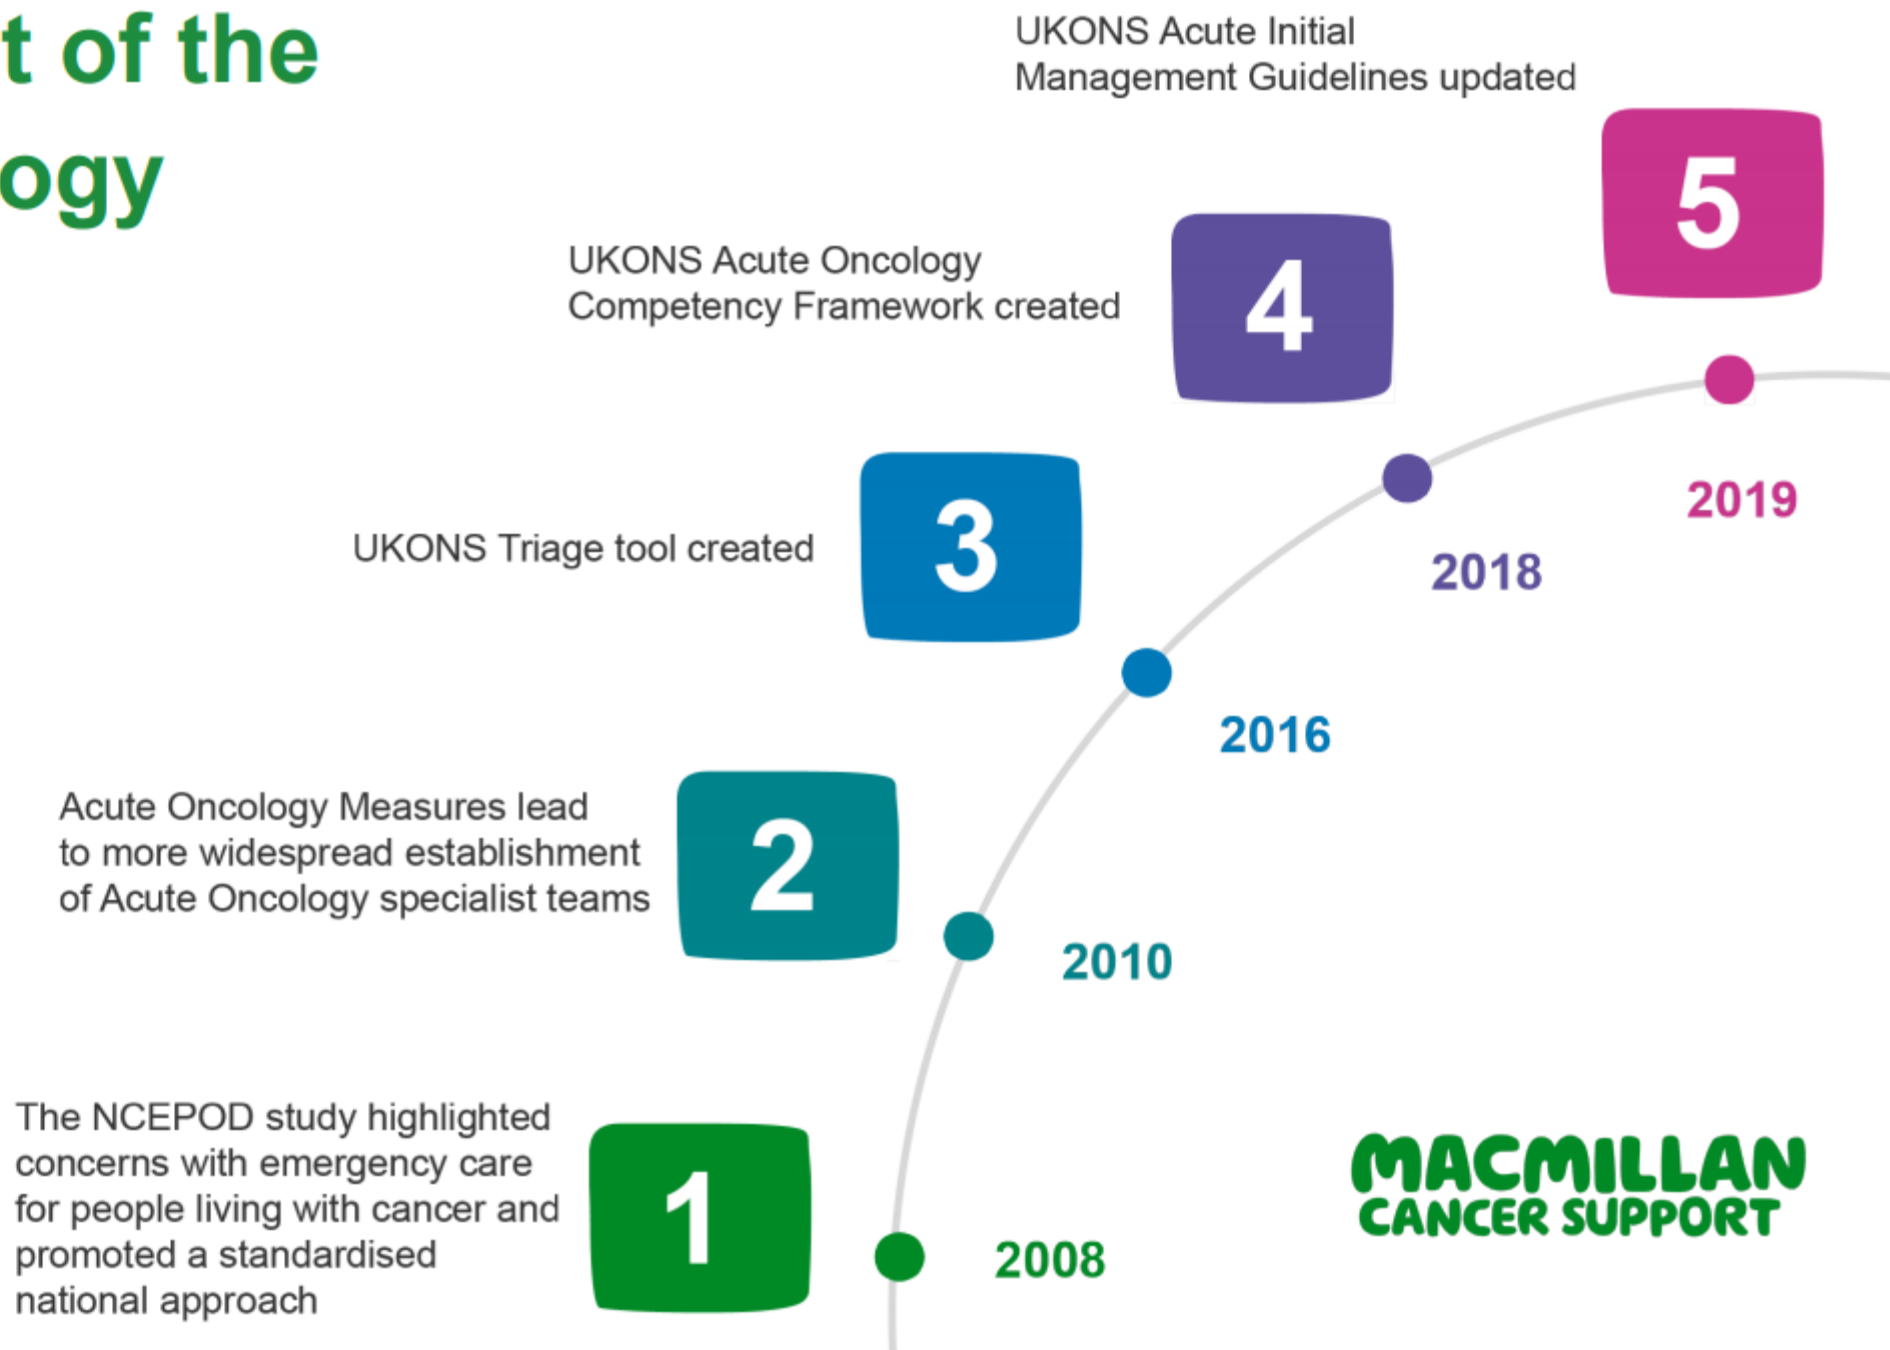 t of the
ogy
UKONS Acute Initial
Management Guidelines updated
5
2019
UKONS Acute Oncology
Competency Framework created
4
2018
UKONS Triage tool created
3
2016
Acute Oncology Measures lead
to more widespread establishment
of Acute Oncology specialist teams
2
2010
The NCEPOD study highlighted
concerns with emergency care
for people living with cancer and
promoted a standardised
national approach
1
2008
MACMILLAN
CANCER SUPPORT